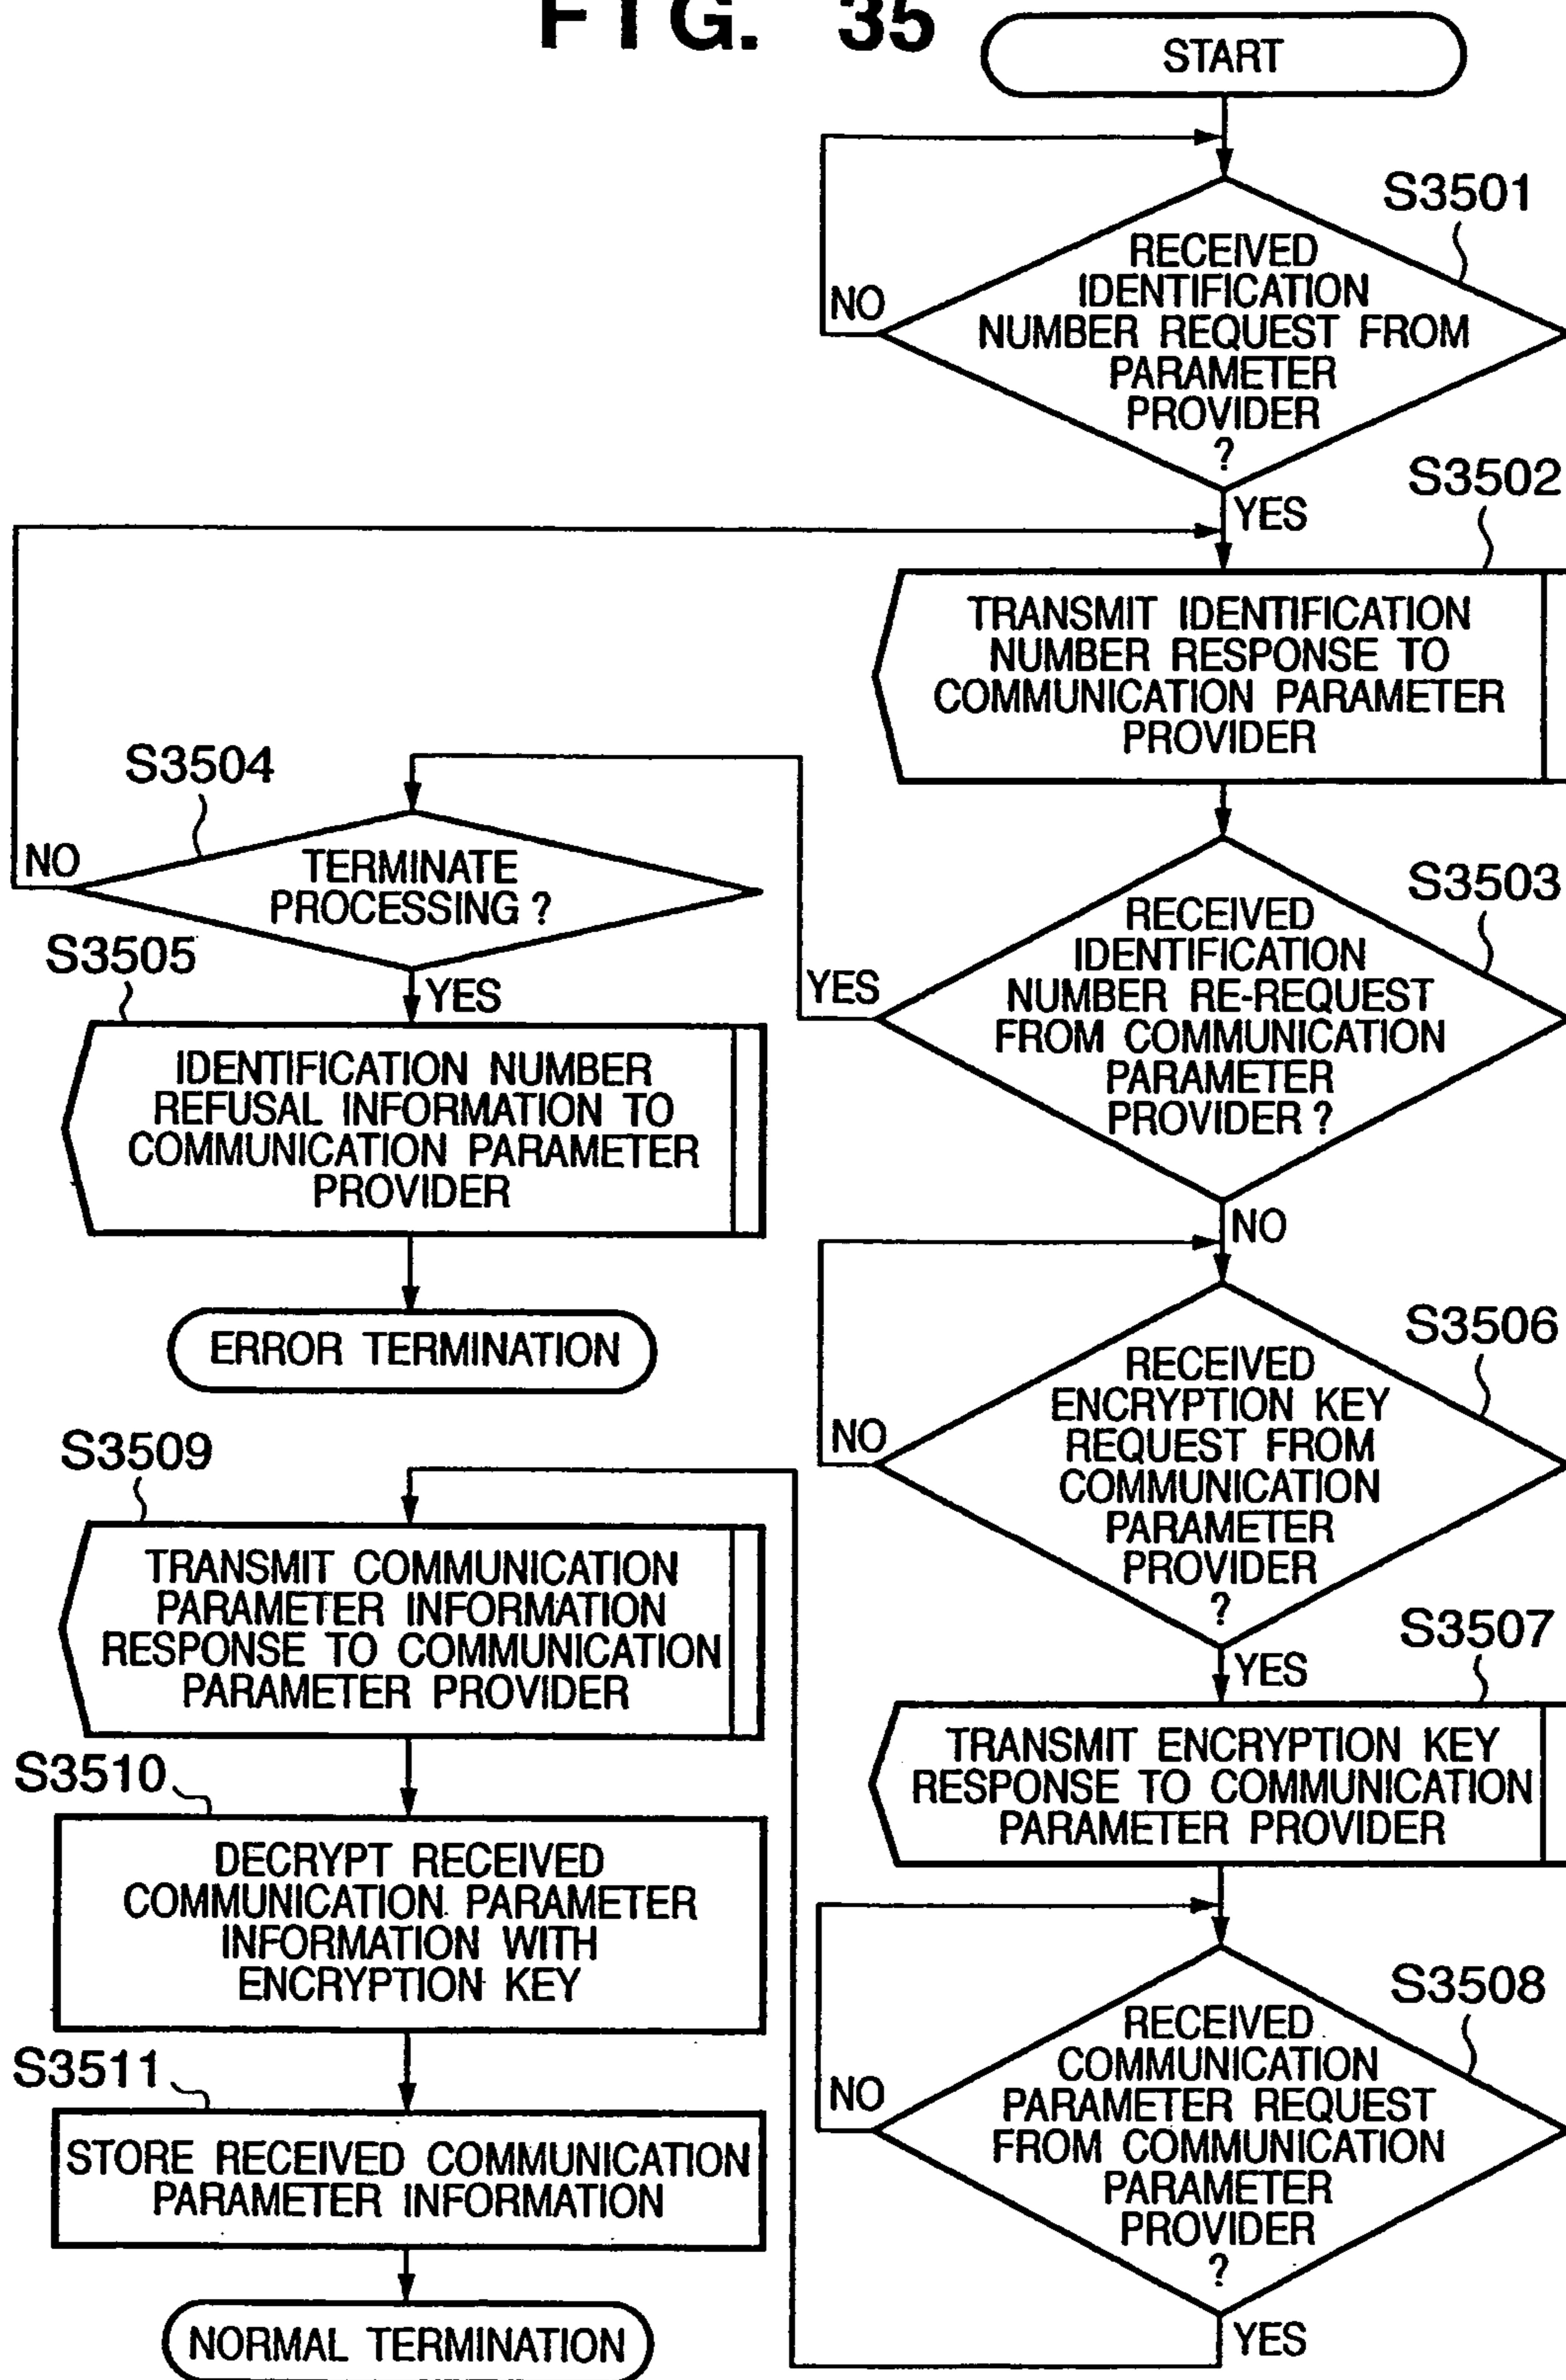 FIG. 35
START
S3501
RECEIVED
IDENTIFICATION
NUMBER REQUEST FROM
PARAMETER
PROVIDER
?
NO
YES
S3502
TRANSMIT IDENTIFICATION
NUMBER RESPONSE TO
COMMUNICATION PARAMETER
PROVIDER
S3503
RECEIVED
IDENTIFICATION
NUMBER RE-REQUEST
FROM COMMUNICATION
PARAMETER
PROVIDER ?
YES
NO
S3504
TERMINATE
PROCESSING ?
NO
YES
S3505
IDENTIFICATION NUMBER
REFUSAL INFORMATION TO
COMMUNICATION PARAMETER
PROVIDER
ERROR TERMINATION
S3506
RECEIVED
ENCRYPTION KEY
REQUEST FROM
COMMUNICATION
PARAMETER
PROVIDER
?
NO
YES
S3507
TRANSMIT ENCRYPTION KEY
RESPONSE TO COMMUNICATION
PARAMETER PROVIDER
S3508
RECEIVED
COMMUNICATION
PARAMETER REQUEST
FROM COMMUNICATION
PARAMETER
PROVIDER
?
NO
YES
S3509
TRANSMIT COMMUNICATION
PARAMETER INFORMATION
RESPONSE TO COMMUNICATION
PARAMETER PROVIDER
S3510
DECRYPT RECEIVED
COMMUNICATION PARAMETER
INFORMATION WITH
ENCRYPTION KEY
S3511
STORE RECEIVED COMMUNICATION
PARAMETER INFORMATION
NORMAL TERMINATION